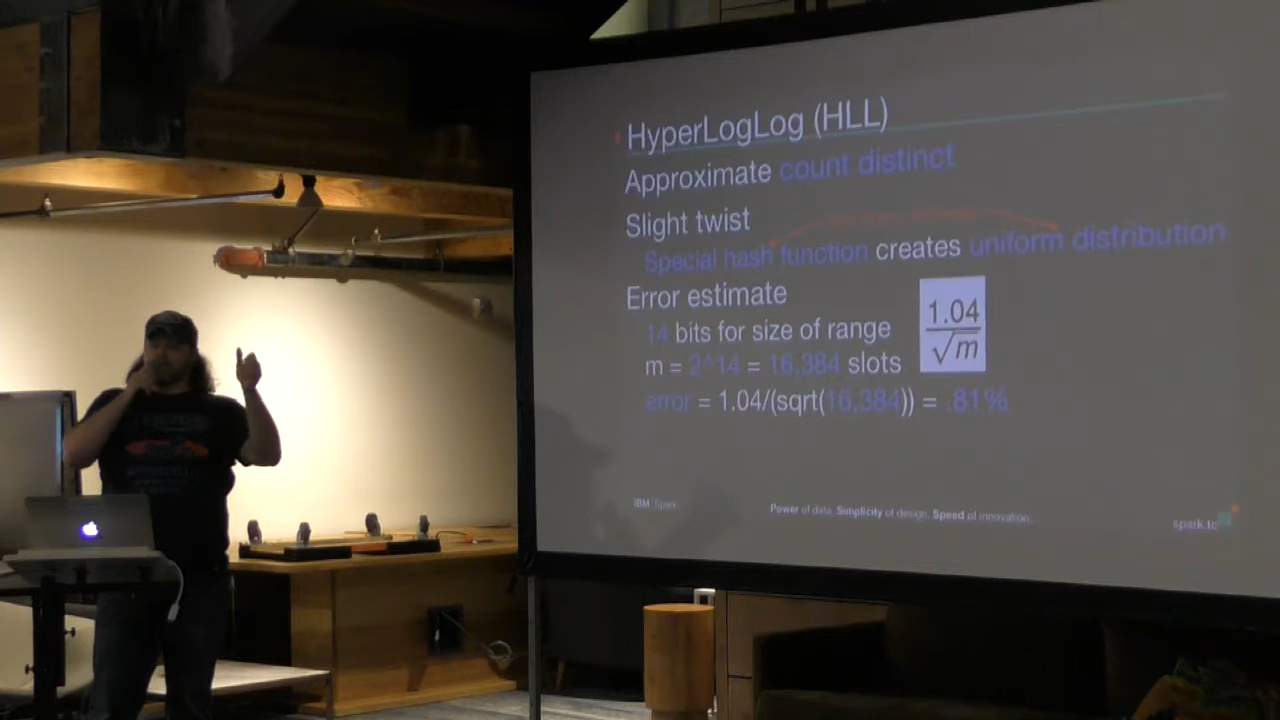 HyperLogLog (HLL)
Approximate count distinct
Slight twist
Special hash function creates uniform distribution
Error estimate
14 bits for size of range
m = 2^14 = 16,384 slots
error = 1.04/(sqrt(16,384)) = .81%
1.04
√m
IBM | Spark
Power of data. Simplicity of design. Speed of innovation.
spark.tc